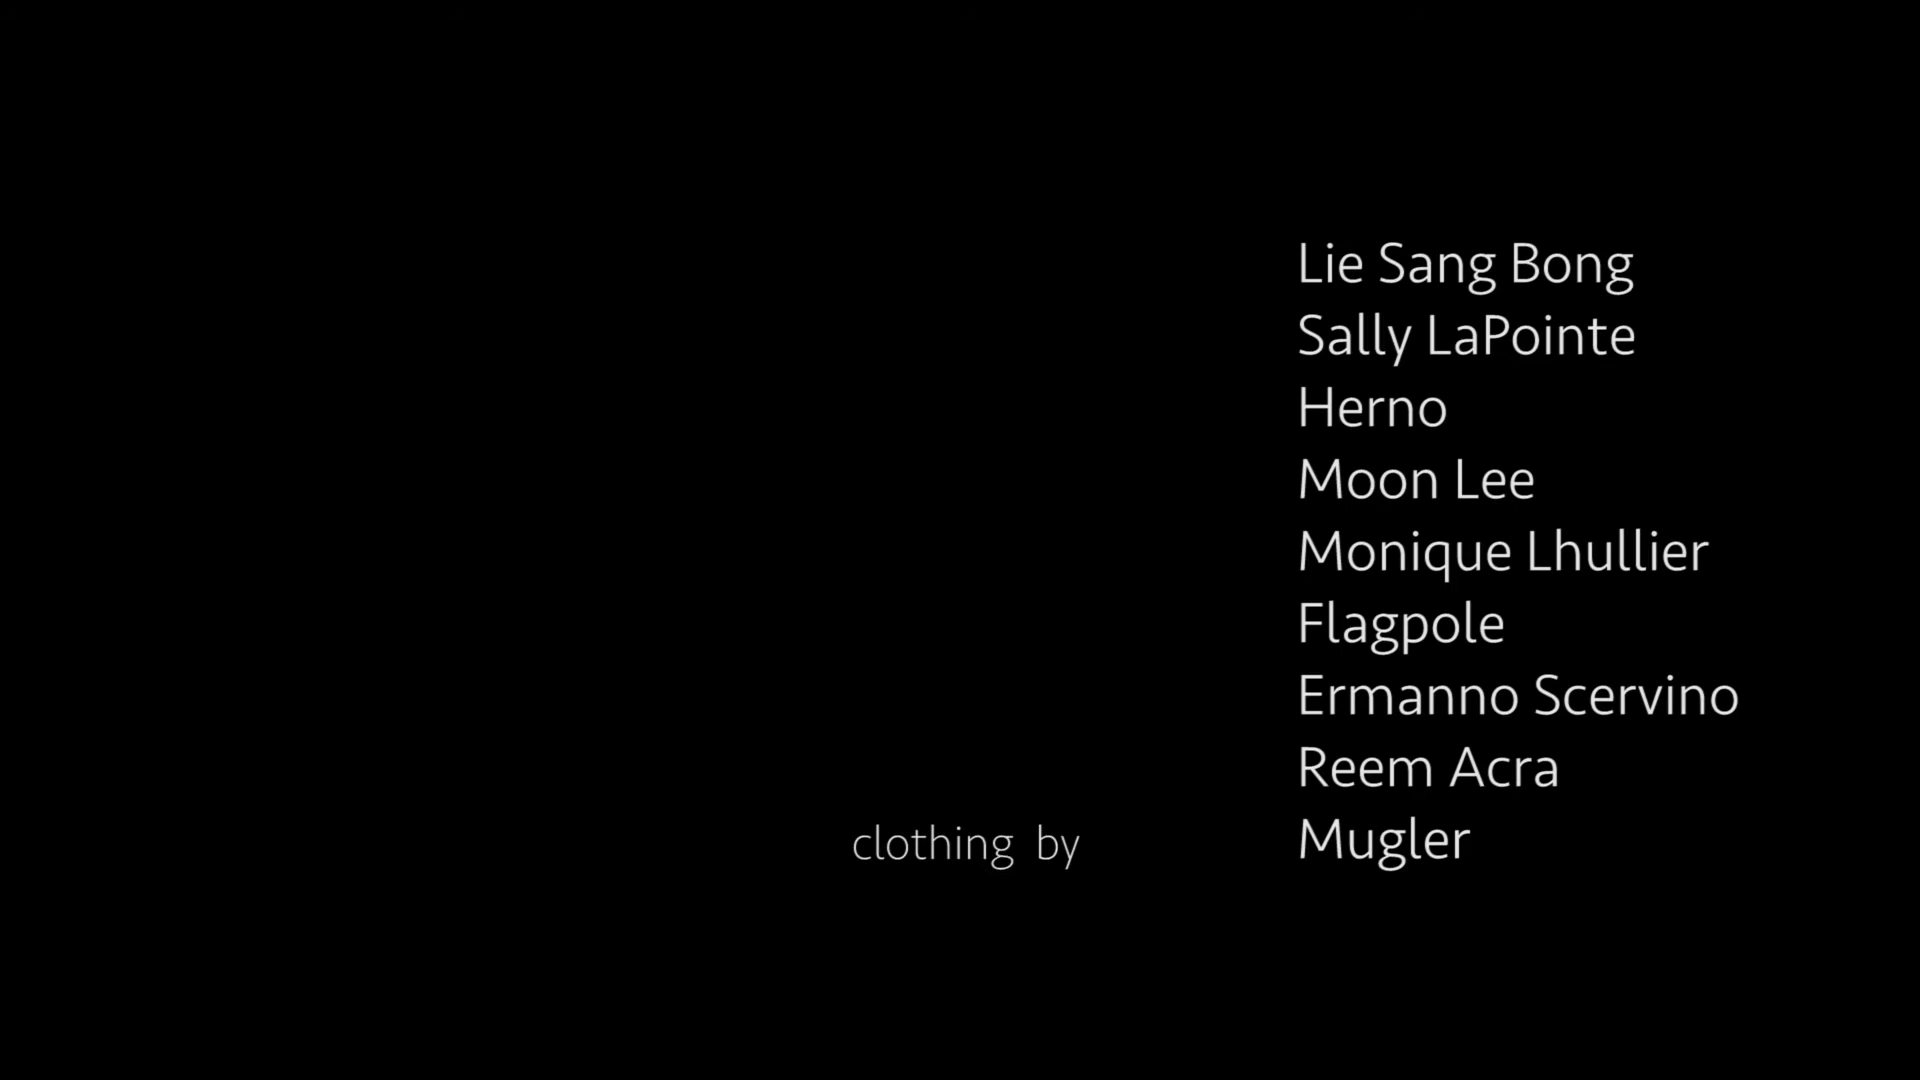 Lie Sang Bong
Sally LaPointe
Herno
Moon Lee
Monique Lhullier
Flagpole
Ermanno Scervino
Reem Acra
clothing by Mugler